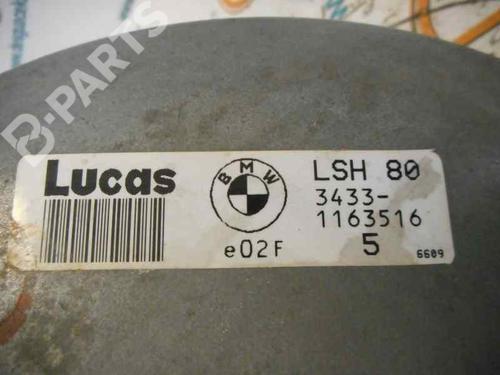 B-PARTS
Lucas
BMW
e02F
LSH 80
3433-
1163516
5
6609